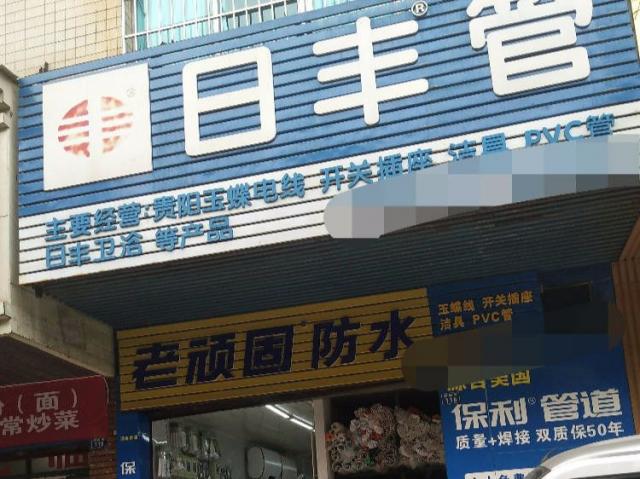 日丰®管
主要经营：贵阳玉蝶电线 开关插座 洁具 PVC管
日丰卫浴 等产品
老顽固 防水
玉蝶线 开关插座
洁具 PVC管
保利®管道
质量+焊接 双质保50年
（面）
常炒菜
保